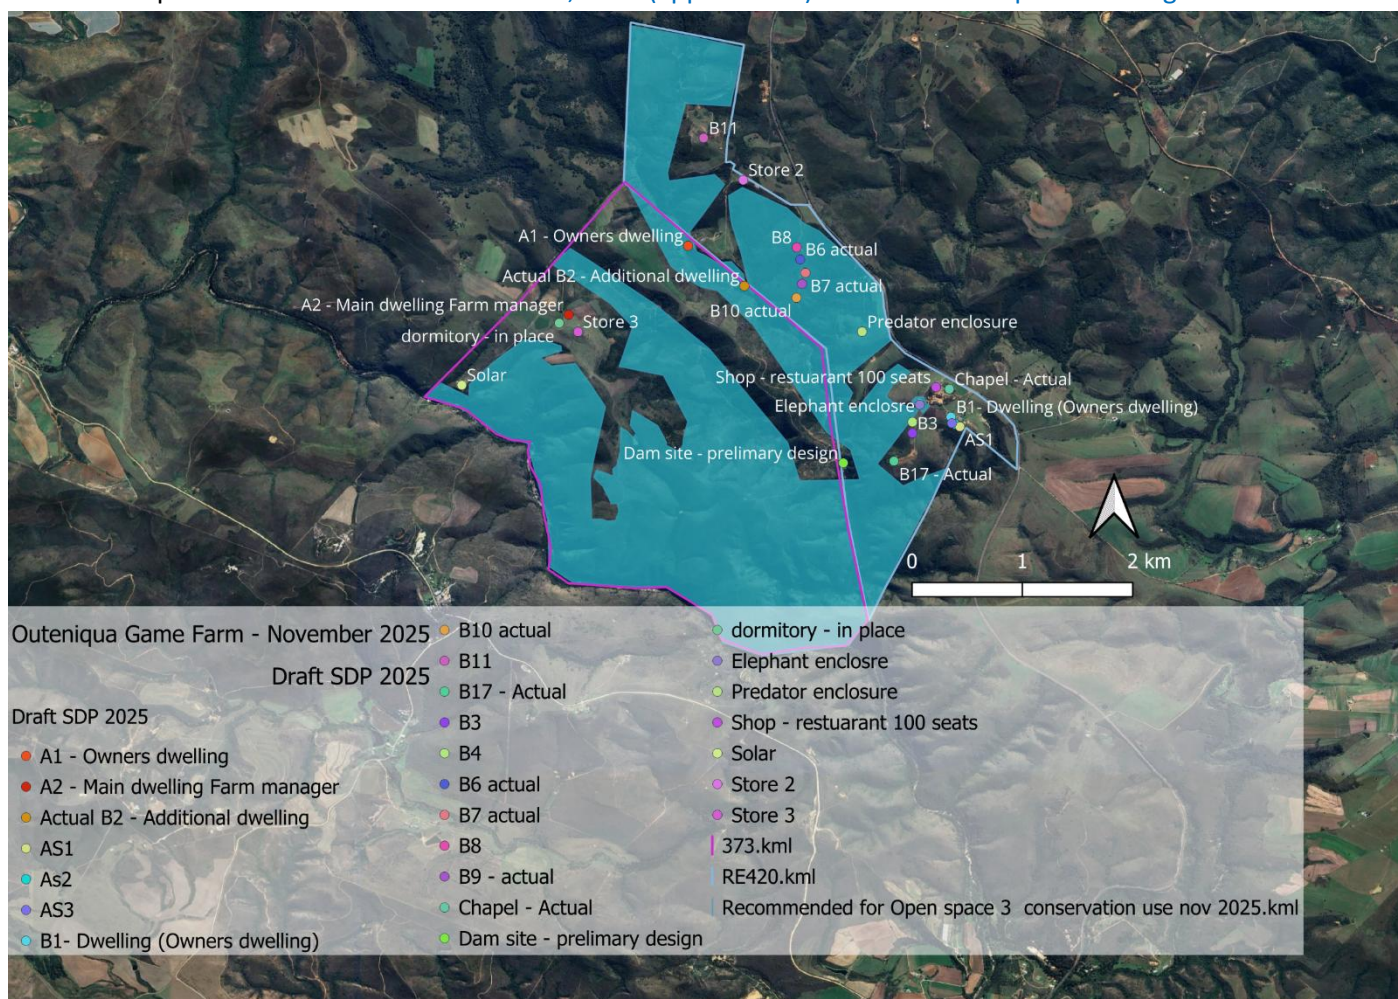 B11
Store 2
A1 - Owners dwelling
B8
B6 actual
Actual B2 - Additional dwelling
B7 actual
A2 - Main dwelling Farm manager
B10 actual
Store 3
Predator enclosure
dormitory - in place
Solar
Shop - restuarant 100 seats
Chapel - Actual
Elephant enclosre
B1- Dwelling (Owners dwelling)
B3
AS1
Dam site - prelimary design
B17 - Actual
0 1 2 km
Outeniqua Game Farm - November 2025
Draft SDP 2025
Draft SDP 2025
A1 - Owners dwelling
A2 - Main dwelling Farm manager
Actual B2 - Additional dwelling
AS1
As2
AS3
B1- Dwelling (Owners dwelling)
B10 actual
B11
B17 - Actual
B3
B4
B6 actual
B7 actual
B8
B9 - actual
Chapel - Actual
Dam site - prelimary design
dormitory - in place
Elephant enclosre
Predator enclosure
Shop - restuarant 100 seats
Solar
Store 2
Store 3
373.kml
RE420.kml
Recommended for Open space 3 conservation use nov 2025.kml